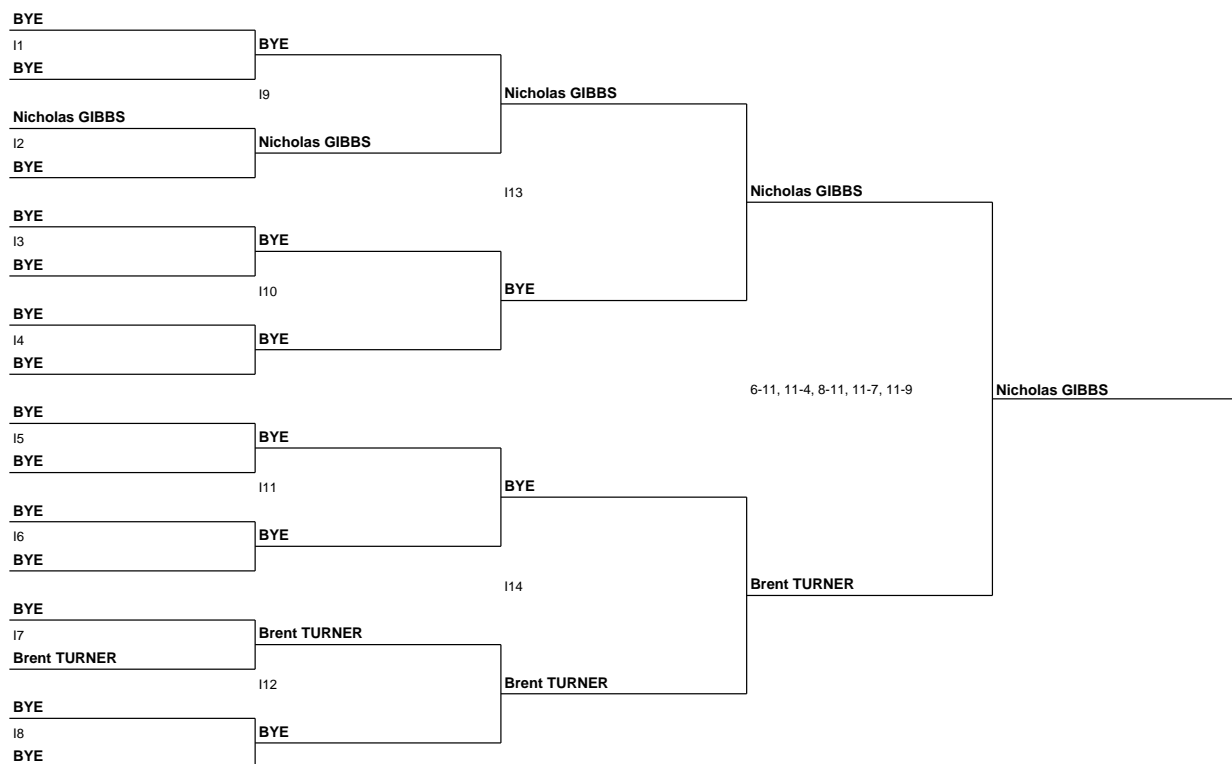 BYE
I1
BYE
BYE
I9
Nicholas GIBBS
Nicholas GIBBS
I2
Nicholas GIBBS
BYE
I13
Nicholas GIBBS
BYE
I3
BYE
BYE
I10
BYE
BYE
I4
BYE
BYE
6-11, 11-4, 8-11, 11-7, 11-9
Nicholas GIBBS
BYE
I5
BYE
BYE
I11
BYE
BYE
I6
BYE
BYE
I14
Brent TURNER
BYE
I7
Brent TURNER
Brent TURNER
I12
Brent TURNER
BYE
I8
BYE
BYE